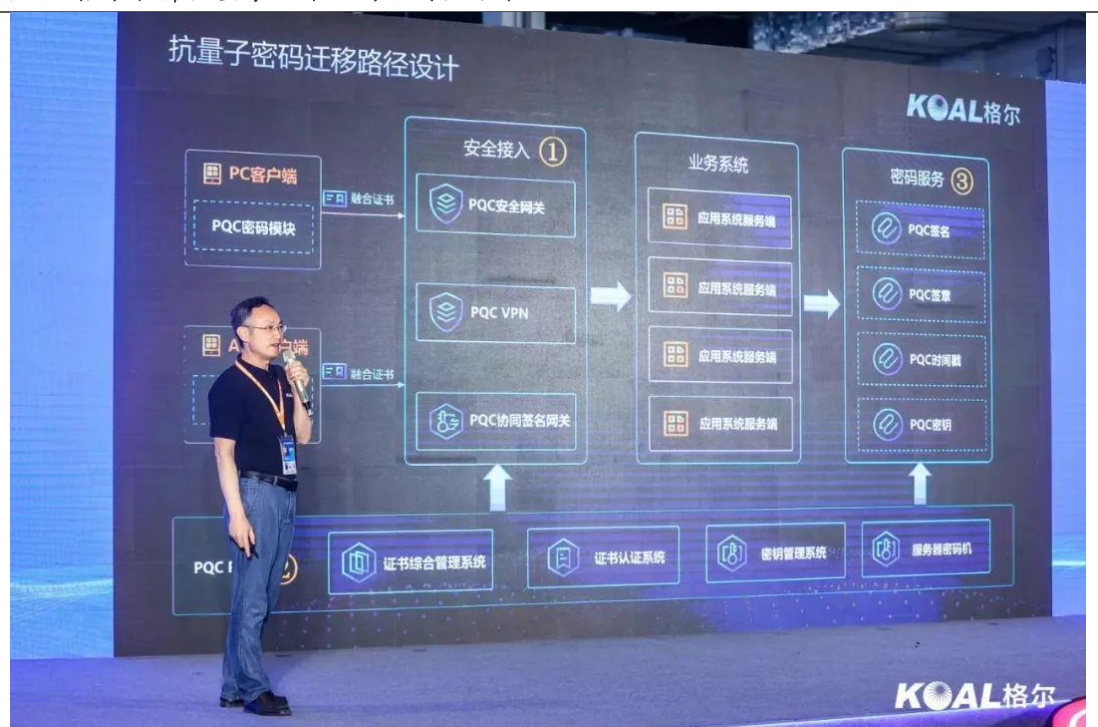 抗量子密码迁移路径设计
KOAL格尔
PC客户端
PQC密码模块
融合证书
安全接入 ①
PQC安全网关
PQC VPN
PQC协同签名网关
业务系统
应用系统服务端
应用系统服务端
应用系统服务端
应用系统服务端
密码服务 ③
PQC签名
PQC签章
PQC时间戳
PQC密钥
A
户端
融合证书
PQC
证书综合管理系统
证书认证系统
密钥管理系统
服务器密码机
KOAL格尔